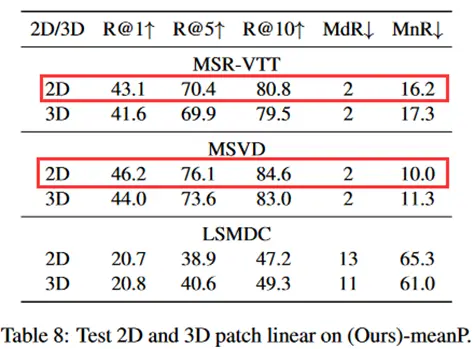 2D/3D R@1↑ R@5↑ R@10↑ MdR↓ MnR↓
MSR-VTT
2D 43.1 70.4 80.8 2 16.2
3D 41.6 69.9 79.5 2 17.3
MSVD
2D 46.2 76.1 84.6 2 10.0
3D 44.0 73.6 83.0 2 11.3
LSMDC
2D 20.7 38.9 47.2 13 65.3
3D 20.8 40.6 49.3 11 61.0
Table 8: Test 2D and 3D patch linear on (Ours)-meanP.